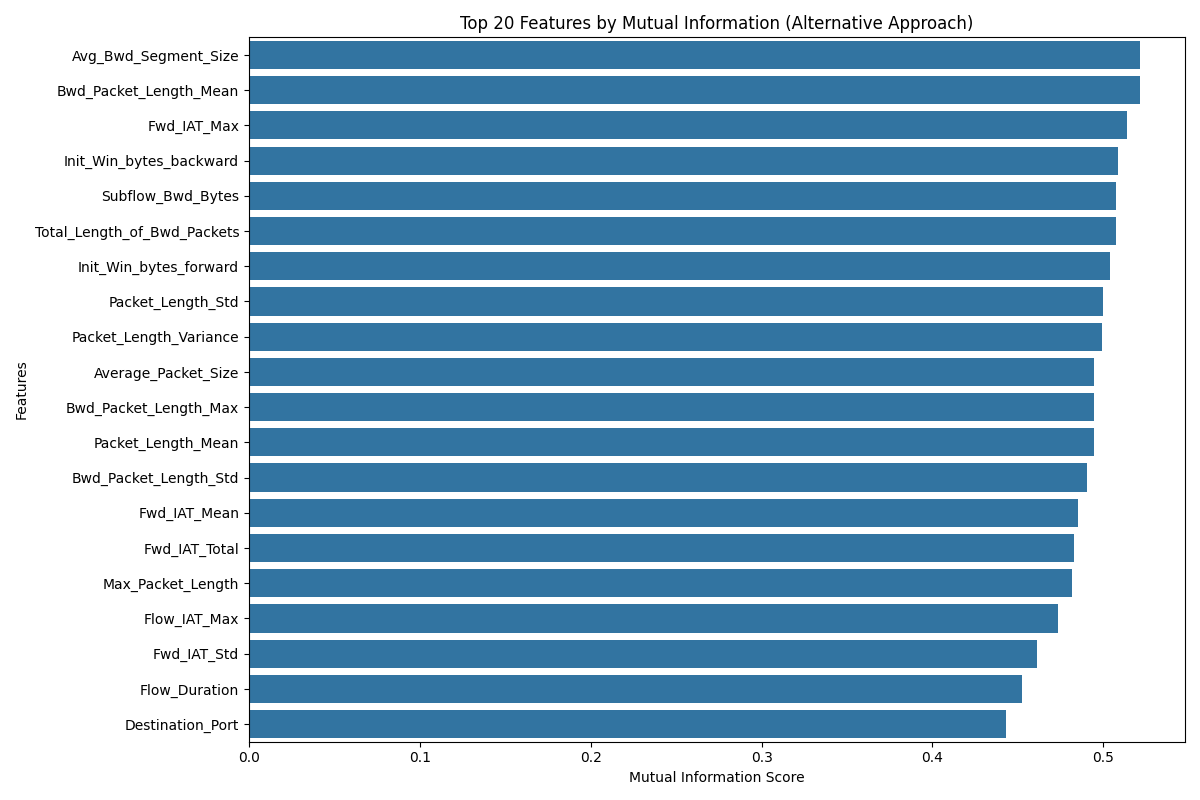 Top 20 Features by Mutual Information (Alternative Approach)
Avg_Bwd_Segment_Size
Bwd_Packet_Length_Mean
Fwd_IAT_Max
Init_Win_bytes_backward
Subflow_Bwd_Bytes
Total_Length_of_Bwd_Packets
Init_Win_bytes_forward
Packet_Length_Std
Packet_Length_Variance
Average_Packet_Size
Bwd_Packet_Length_Max
Packet_Length_Mean
Bwd_Packet_Length_Std
Fwd_IAT_Mean
Fwd_IAT_Total
Max_Packet_Length
Flow_IAT_Max
Fwd_IAT_Std
Flow_Duration
Destination_Port
Features
0.0 0.1 0.2 0.3 0.4 0.5
Mutual Information Score